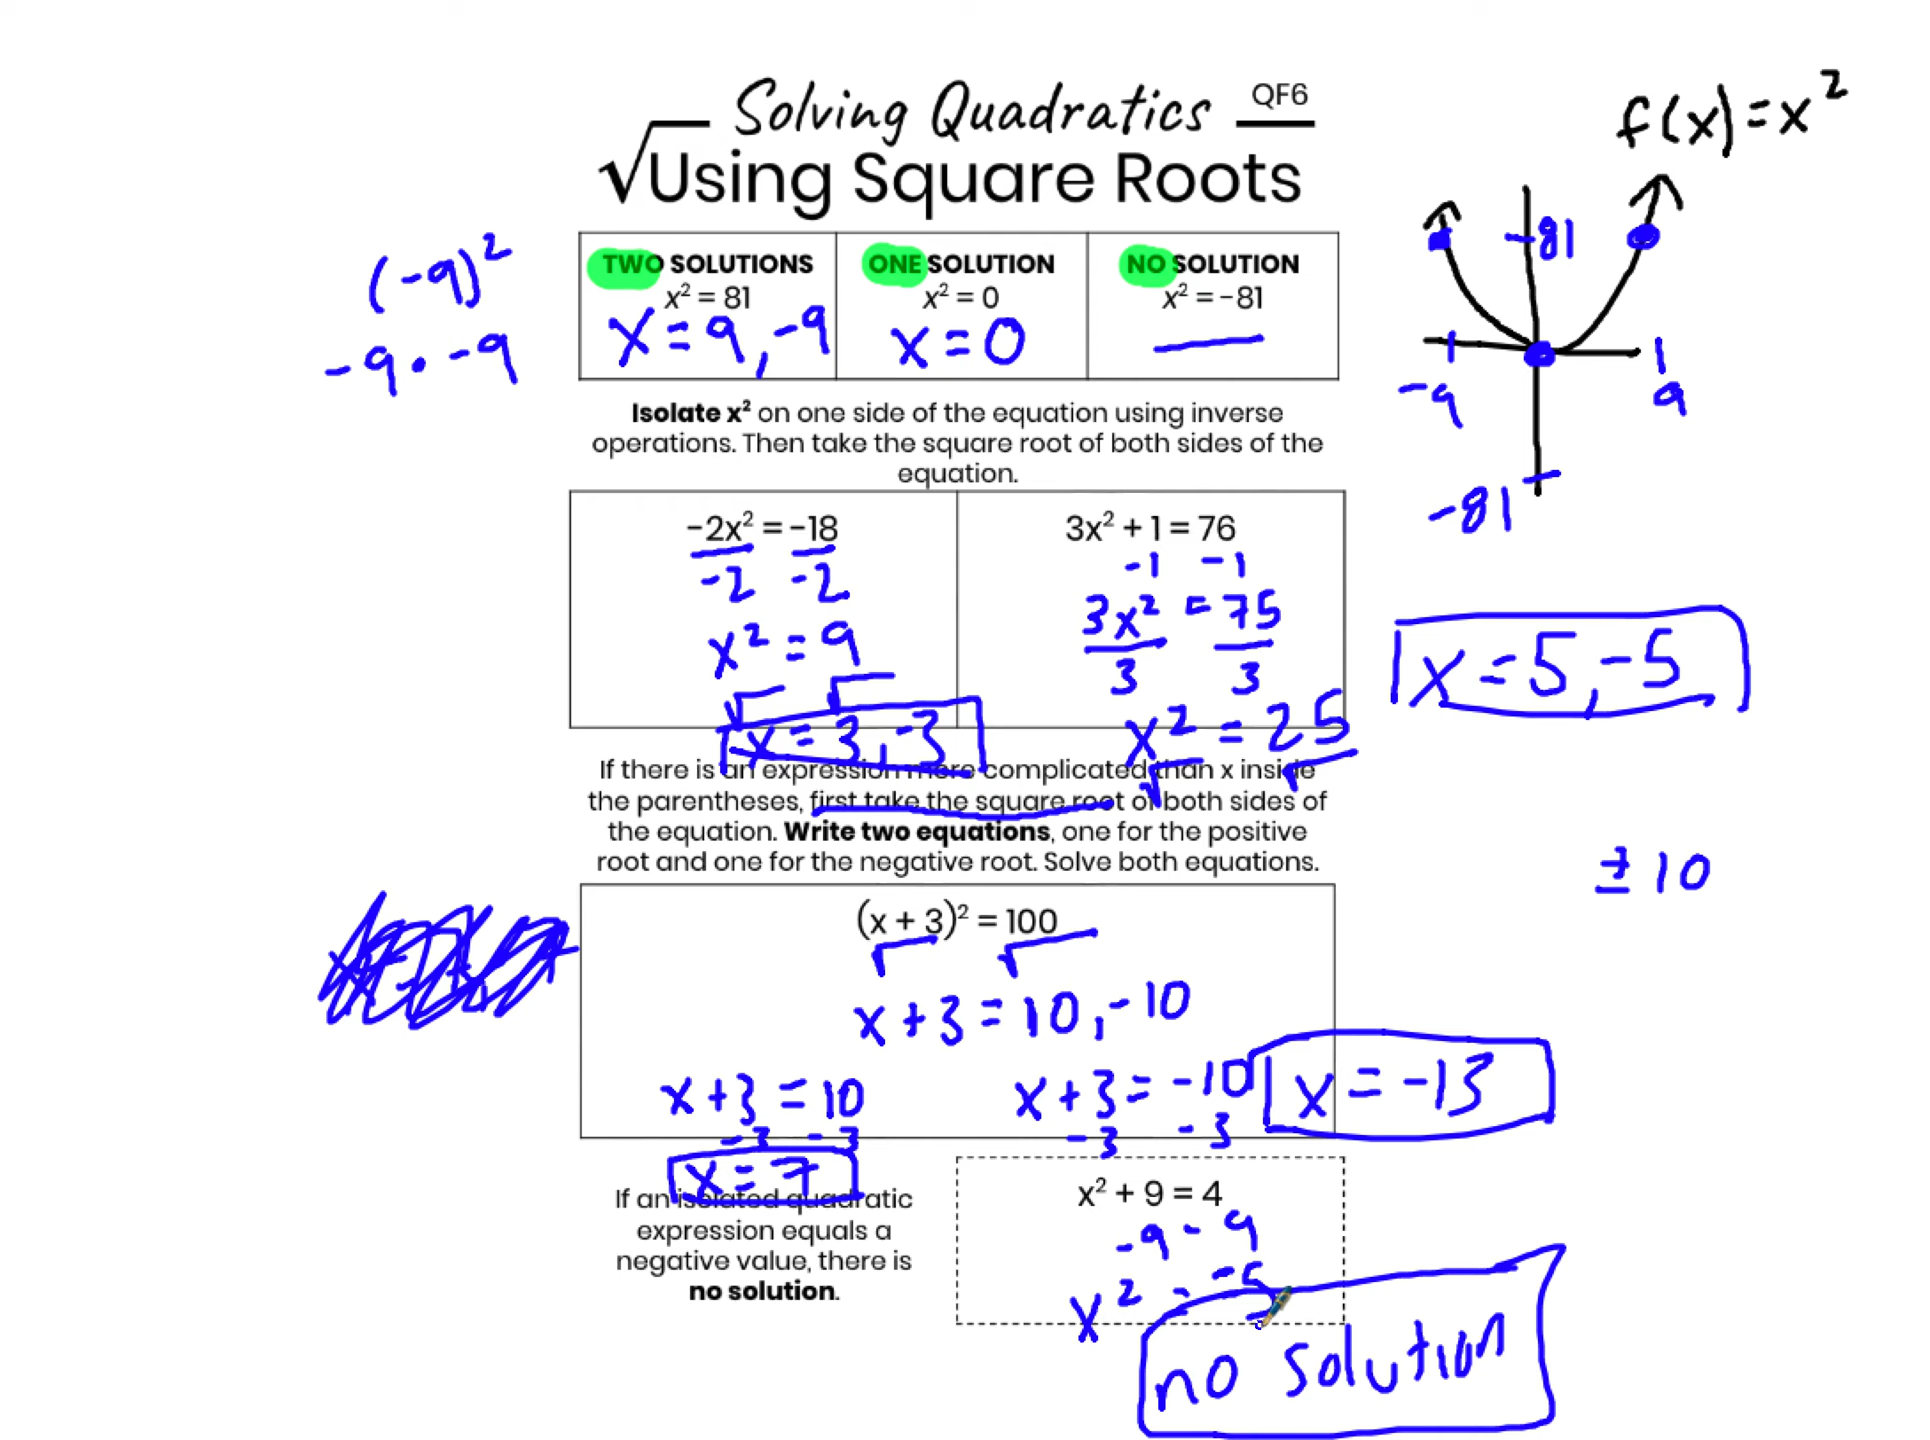 Solving Quadratics QF6
√Using Square Roots
f(x)=x²
(-9)²
-9·-9
TWO SOLUTIONS
x² = 81
x=9,-9
ONE SOLUTION
x² = 0
x=0
NO SOLUTION
x² = -81
—
81
-9
9
-81
Isolate x² on one side of the equation using inverse
operations. Then take the square root of both sides of the
equation.
-2x² = -18
-2 -2
x² = 9
√ √
x=3,-3
3x² + 1 = 76
-1 -1
3x² = 75
3 3
x² = 25
√ √
x=5,-5
If there is an expression more complicated than x inside
the parentheses, first take the square root of both sides of
the equation. Write two equations, one for the positive
root and one for the negative root. Solve both equations.
±10
(x + 3)² = 100
√ √
x+3=10,-10
x+3=10
-3 -3
x=7
x+3=-10
-3 -3
x=-13
If an isolated quadratic
expression equals a
negative value, there is
no solution.
x² + 9 = 4
-9 -9
x² = -5
no solution